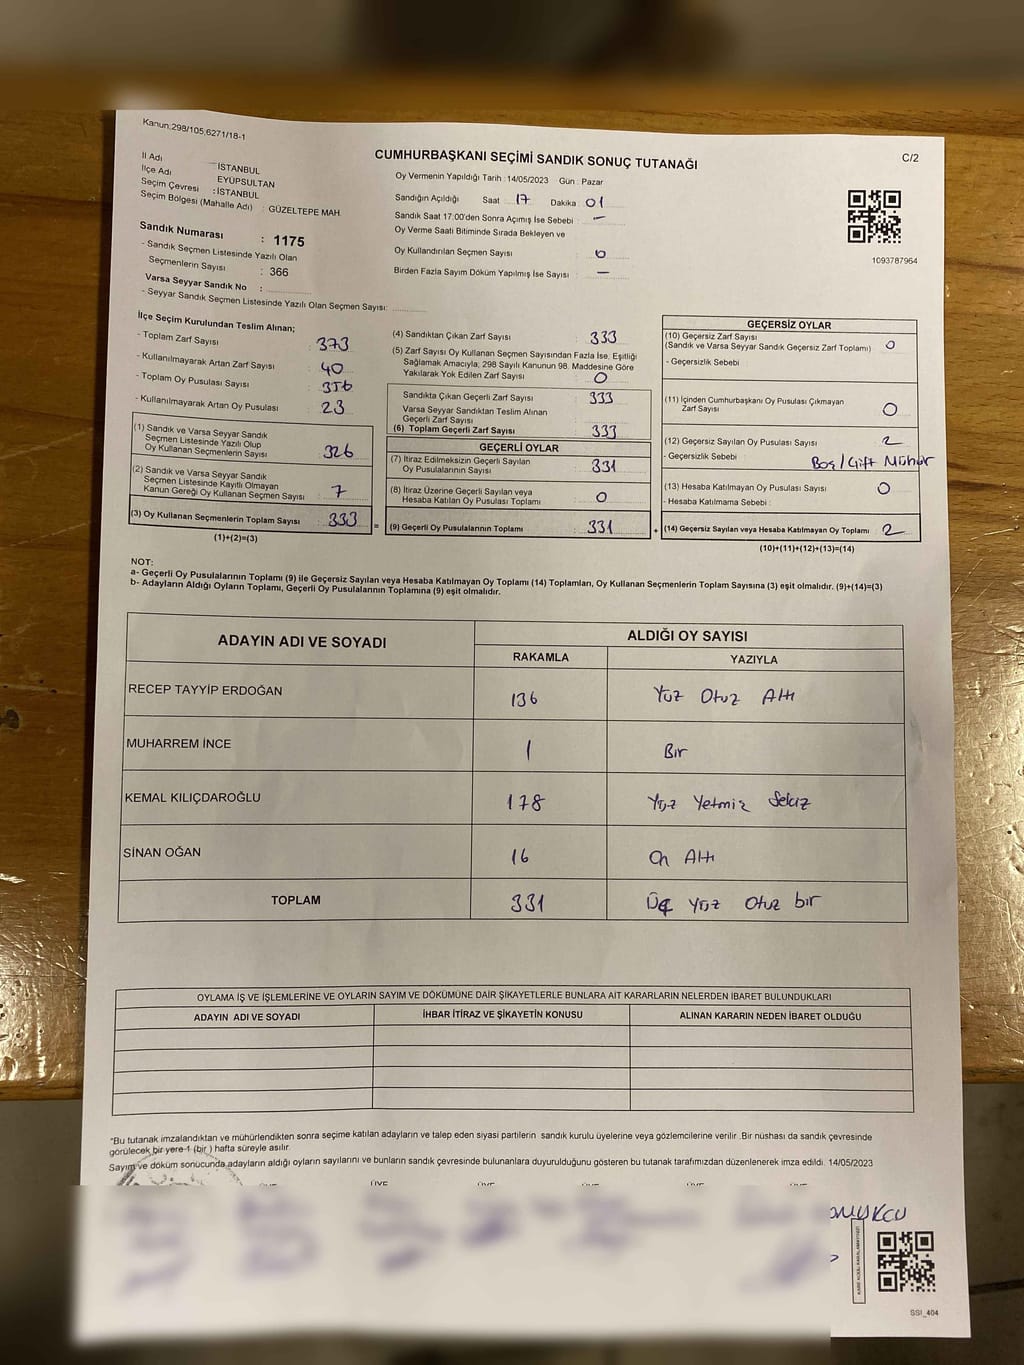 Kanun:298/105,6271/18-1
CUMHURBAŞKANI SEÇİMİ SANDIK SONUÇ TUTANAĞI
C/2
İl Adı : İSTANBUL
İlçe Adı EYÜPSULTAN
Seçim Çevresi : İSTANBUL
Seçim Bölgesi (Mahalle Adı) : GÜZELTEPE MAH.
Oy Vermenin Yapıldığı Tarih :14/05/2023 Gün : Pazar
Sandığın Açıldığı Saat 17 Dakika 01
Sandık Saat 17:00'den Sonra Açımış İse Sebebi : —
Oy Verme Saati Bitiminde Sırada Bekleyen ve
Oy Kullandırılan Seçmen Sayısı : 0
Birden Fazla Sayım Döküm Yapılmış İse Sayısı : —
1093787964
Sandık Numarası : 1175
- Sandık Seçmen Listesinde Yazılı Olan
Seçmenlerin Sayısı : 366
Varsa Seyyar Sandık No :
- Seyyar Sandık Seçmen Listesinde Yazılı Olan Seçmen Sayısı:
İlçe Seçim Kurulundan Teslim Alınan;
- Toplam Zarf Sayısı : 373
- Kullanılmayarak Artan Zarf Sayısı : 40
- Toplam Oy Pusulası Sayısı : 356
- Kullanılmayarak Artan Oy Pusulası : 23
(1) Sandık ve Varsa Seyyar Sandık
Seçmen Listesinde Yazılı Olup
Oy Kullanan Seçmenlerin Sayısı : 326
(2) Sandık ve Varsa Seyyar Sandık
Seçmen Listesinde Kayıtlı Olmayan
Kanun Gereği Oy Kullanan Seçmen Sayısı : 7
(3) Oy Kullanan Seçmenlerin Toplam Sayısı : 333
(1)+(2)=(3)
=
(4) Sandıktan Çıkan Zarf Sayısı : 333
(5) Zarf Sayısı Oy Kullanan Seçmen Sayısından Fazla İse, Eşitliği
Sağlamak Amacıyla, 298 Sayılı Kanunun 98. Maddesine Göre
Yakılarak Yok Edilen Zarf Sayısı : 0
Sandıkta Çıkan Geçerli Zarf Sayısı : 333
Varsa Seyyar Sandıktan Teslim Alınan
Geçerli Zarf Sayısı :
(6) Toplam Geçerli Zarf Sayısı : 333
GEÇERLİ OYLAR
(7) İtiraz Edilmeksizin Geçerli Sayılan
Oy Pusulalarının Sayısı : 331
(8) İtiraz Üzerine Geçerli Sayılan veya
Hesaba Katılan Oy Pusulası Toplamı : 0
(9) Geçerli Oy Pusulalarının Toplamı : 331
+
GEÇERSİZ OYLAR
(10) Geçersiz Zarf Sayısı
(Sandık ve Varsa Seyyar Sandık Geçersiz Zarf Toplamı) : 0
- Geçersizlik Sebebi
(11) İçinden Cumhurbaşkanı Oy Pusulası Çıkmayan
Zarf Sayısı : 0
(12) Geçersiz Sayılan Oy Pusulası Sayısı : 2
- Geçersizlik Sebebi : Boş/Çift Mühür
(13) Hesaba Katılmayan Oy Pusulası Sayısı : 0
- Hesaba Katılmama Sebebi :
(14) Geçersiz Sayılan veya Hesaba Katılmayan Oy Toplamı : 2
(10)+(11)+(12)+(13)=(14)
NOT:
a- Geçerli Oy Pusulalarının Toplamı (9) ile Geçersiz Sayılan veya Hesaba Katılmayan Oy Toplamı (14) Toplamları, Oy Kullanan Seçmenlerin Toplam Sayısına (3) eşit olmalıdır. (9)+(14)=(3)
b- Adayların Aldığı Oyların Toplamı, Geçerli Oy Pusulalarının Toplamına (9) eşit olmalıdır.
ADAYIN ADI VE SOYADI ALDIĞI OY SAYISI
RAKAMLA YAZIYLA
RECEP TAYYİP ERDOĞAN 136 Yüz Otuz Altı
MUHARREM İNCE 1 Bir
KEMAL KILIÇDAROĞLU 178 Yüz Yetmiş Sekiz
SİNAN OĞAN 16 On Altı
TOPLAM 331 Üç Yüz Otuz bir
OYLAMA İŞ VE İŞLEMLERİNE VE OYLARIN SAYIM VE DÖKÜMÜNE DAİR ŞİKAYETLERLE BUNLARA AİT KARARLARIN NELERDEN İBARET BULUNDUKLARI
ADAYIN ADI VE SOYADI İHBAR İTİRAZ VE ŞİKAYETİN KONUSU ALINAN KARARIN NEDEN İBARET OLDUĞU
*Bu tutanak imzalandıktan ve mühürlendikten sonra seçime katılan adayların ve talep eden siyasi partilerin sandık kurulu üyelerine veya gözlemcilerine verilir .Bir nüshası da sandık çevresinde
görülecek bir yere 1 (bir ) hafta süreyle asılır.
Sayım ve döküm sonucunda adayların aldığı oyların sayılarını ve bunların sandık çevresinde bulunanlara duyurulduğunu gösteren bu tutanak tarafımızdan düzenlenerek imza edildi. 14/05/2023
ÜYE ÜYE ÜYE ÜYE ÜYE
SSI_404